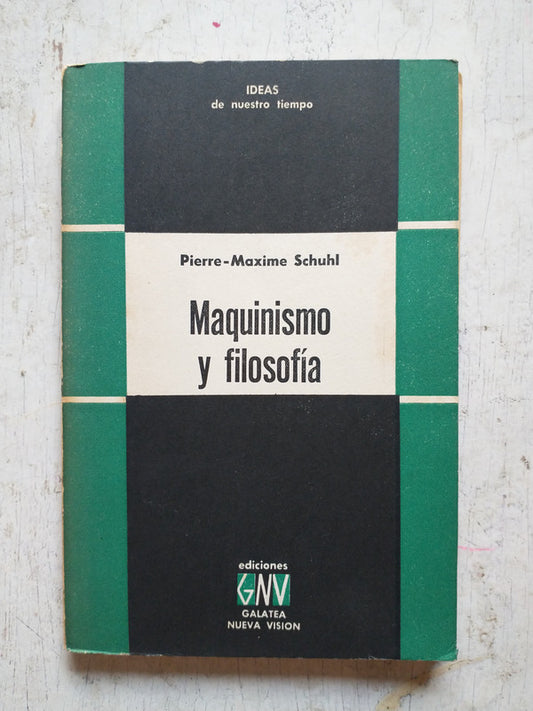 IDEAS
de nuestro tiempo
Pierre-Maxime Schuhl
Maquinismo
y filosofía
ediciones
GNV
GALATEA
NUEVA VISION